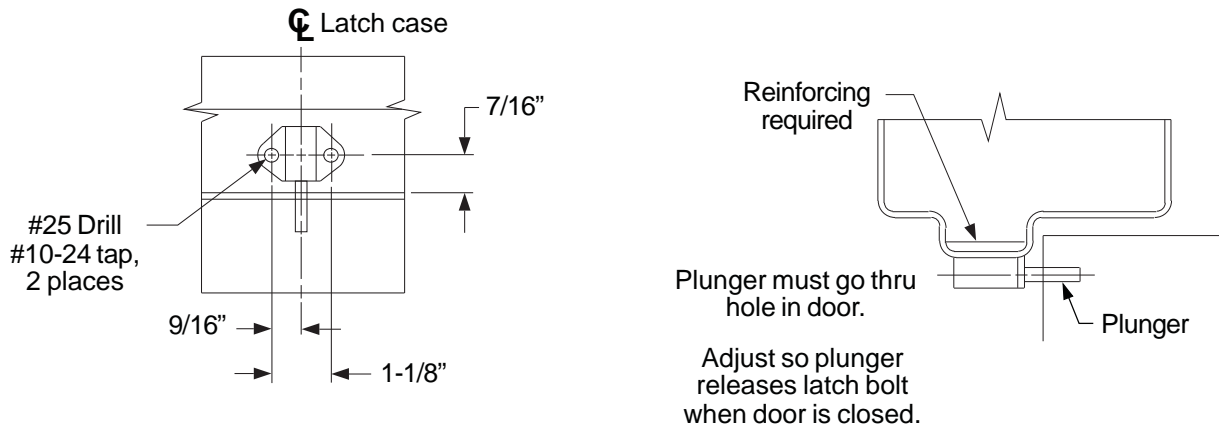 ℄ Latch case
7/16”
#25 Drill
#10-24 tap,
2 places
9/16”
1-1/8”
Reinforcing
required
Plunger must go thru
hole in door.
Plunger
Adjust so plunger
releases latch bolt
when door is closed.